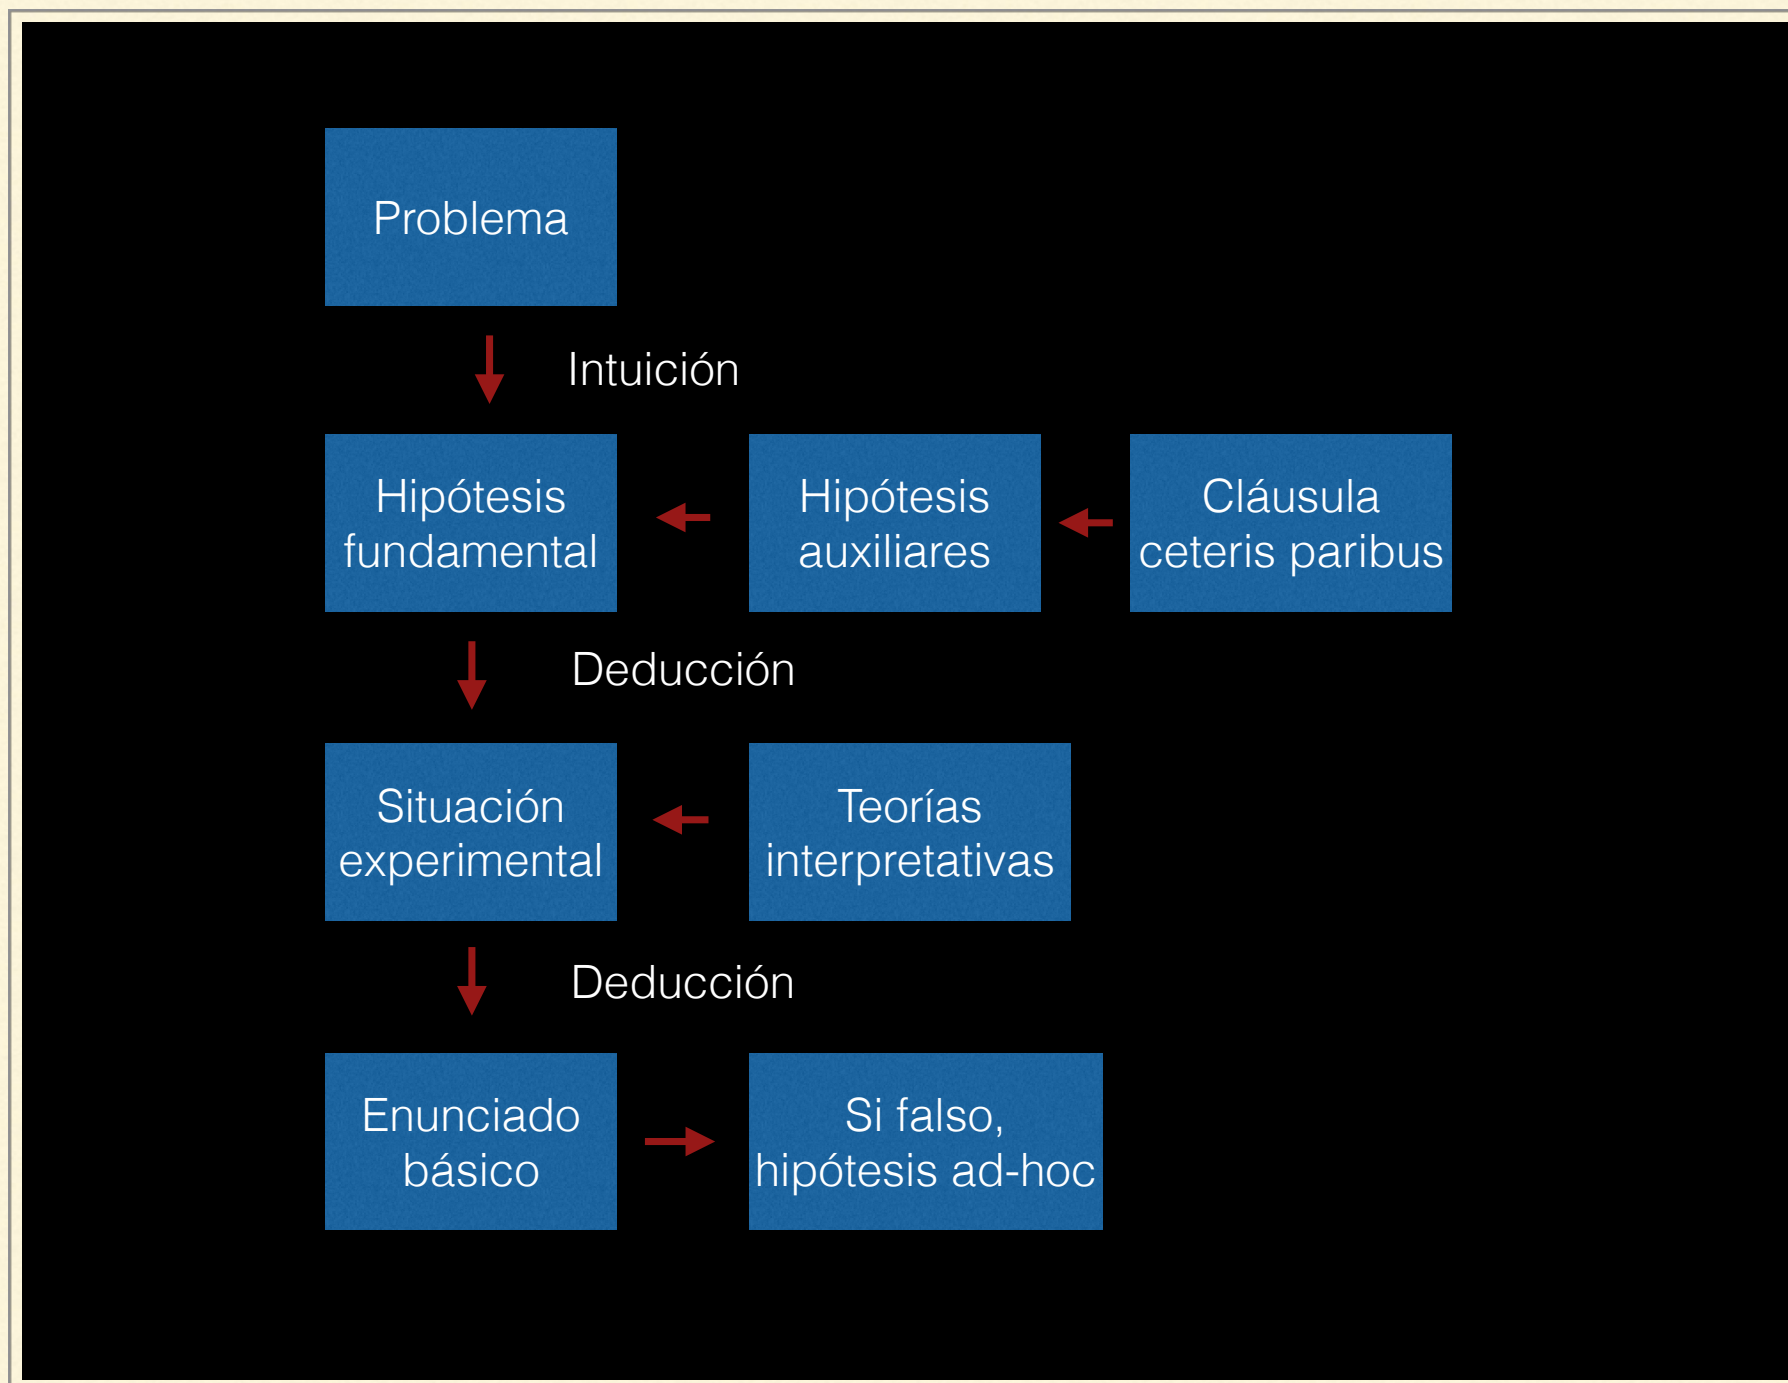 Problema
Intuición
Hipótesis
fundamental
Hipótesis
auxiliares
Cláusula
ceteris paribus
Deducción
Situación
experimental
Teorías
interpretativas
Deducción
Enunciado
básico
Si falso,
hipótesis ad-hoc